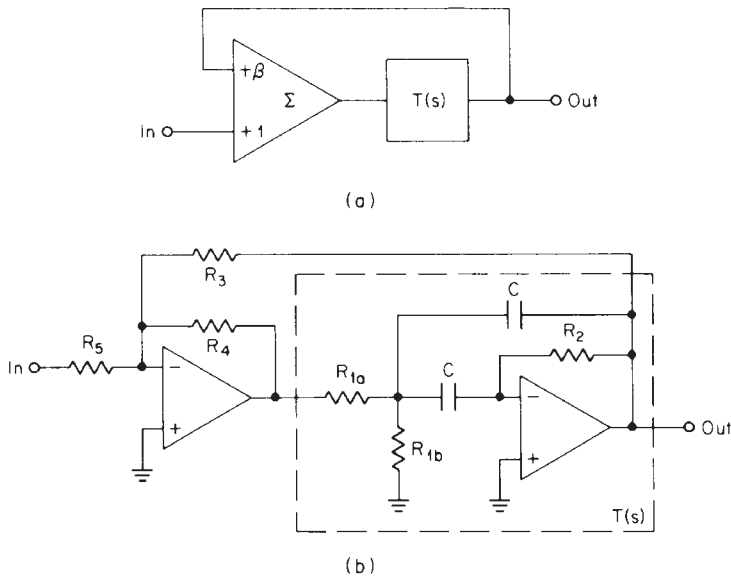 +β
Σ
T(s)
Out
In
+1
(a)
R3
C
R5
R4
R2
In
−
R1a
C
−
+
R1b
+
Out
T(s)
(b)